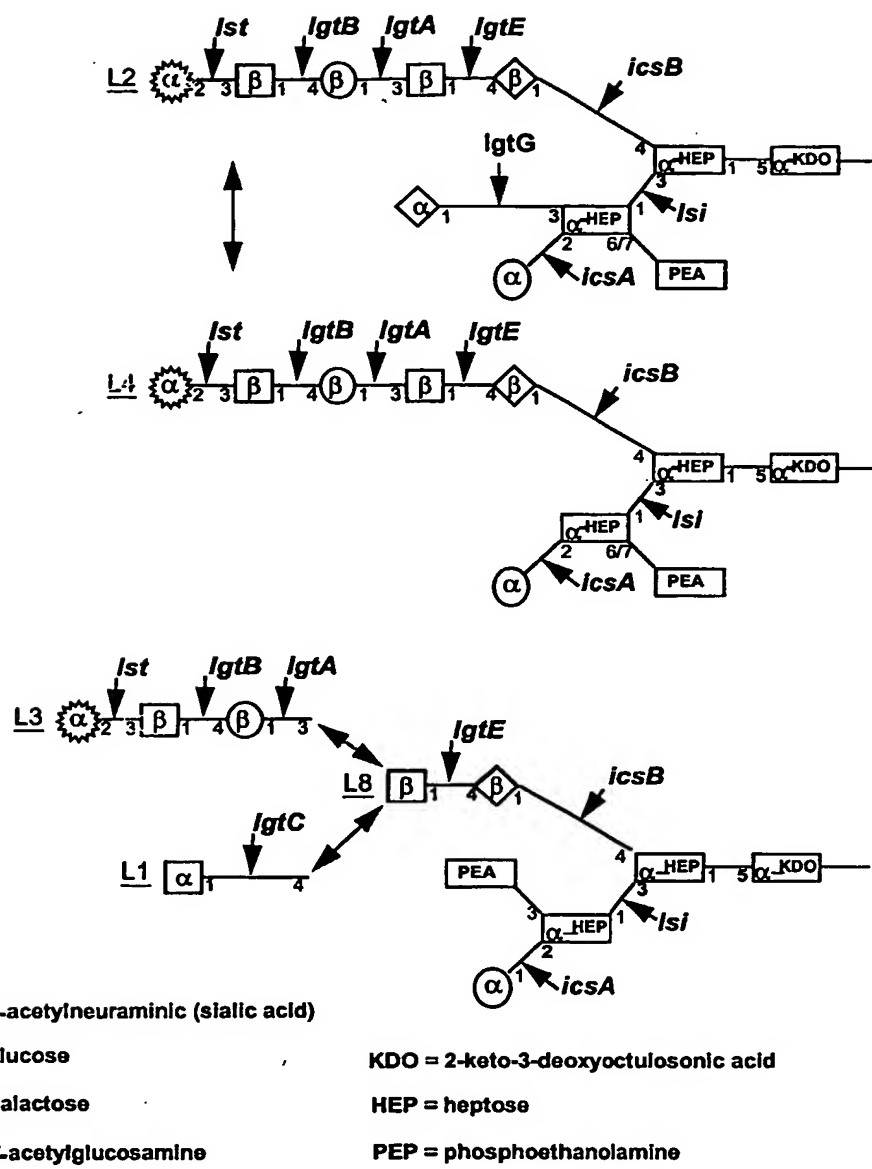 lst lgtB lgtA lgtE
L2 α 2 3 β 1 4 β 1 3 β 1 4 β 1
icsB
lgtG
4 α-HEP 1 5 α-KDO
3
α 1 3 α-HEP 1 lsi
2 6/7
α icsA PEA
lst lgtB lgtA lgtE
L4 α 2 3 β 1 4 β 1 3 β 1 4 β 1
icsB
4 α-HEP 1 5 α-KDO
3
α-HEP 1 lsi
2 6/7
α icsA PEA
lst lgtB lgtA
L3 α 2 3 β 1 4 β 1 3
lgtE
L8 β 1 4 β 1
icsB
lgtC
L1 α 1 4
4 α-HEP 1 5 α-KDO
PEA 3
3 α-HEP 1 lsi
2
α 1 icsA
-acetylneuraminic (sialic acid)
lucose
KDO = 2-keto-3-deoxyoctulosonic acid
alactose
HEP = heptose
-acetylglucosamine
PEP = phosphoethanolamine